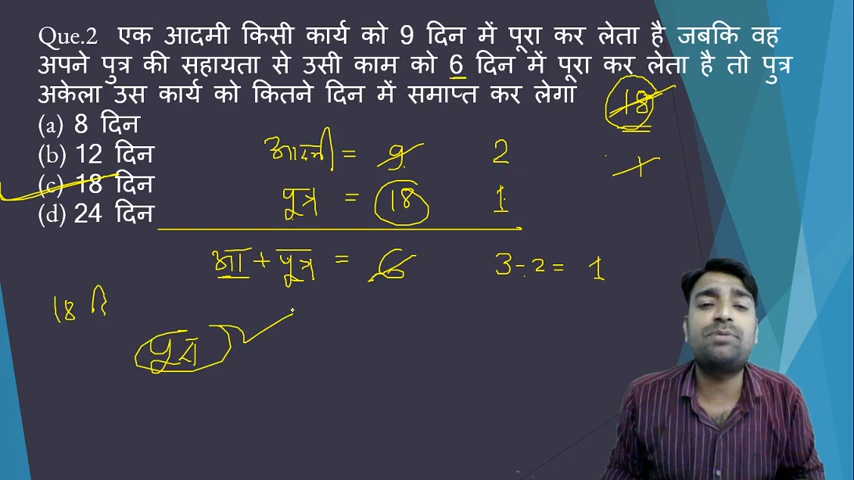 Que.2 एक आदमी किसी कार्य को 9 दिन में पूरा कर लेता है जबकि वह
अपने पुत्र की सहायता से उसी काम को 6 दिन में पूरा कर लेता है तो पुत्र
अकेला उस कार्य को कितने दिन में समाप्त कर लेगा
18
(a) 8 दिन
(b) 12 दिन
(c) 18 दिन
(d) 24 दिन
आदमी = 9 2
पुत्र = 18 1
आ + पुत्र = 6 3-2= 1
18 दि
पुत्र